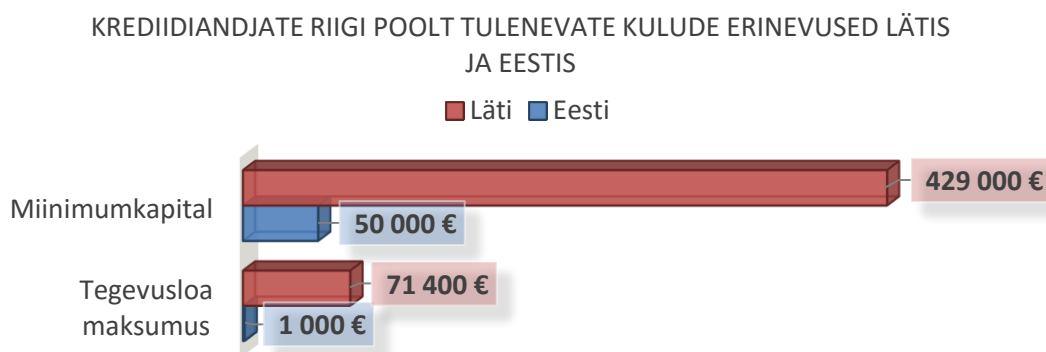 KREDIIDIANDJATE RIIGI POOLT TULENEVATE KULUDE ERINEVUSED LÄTIS
JA EESTIS
Läti Eesti
Miinimumkapital
429 000 €
50 000 €
Tegevusloa
maksumus
71 400 €
1 000 €